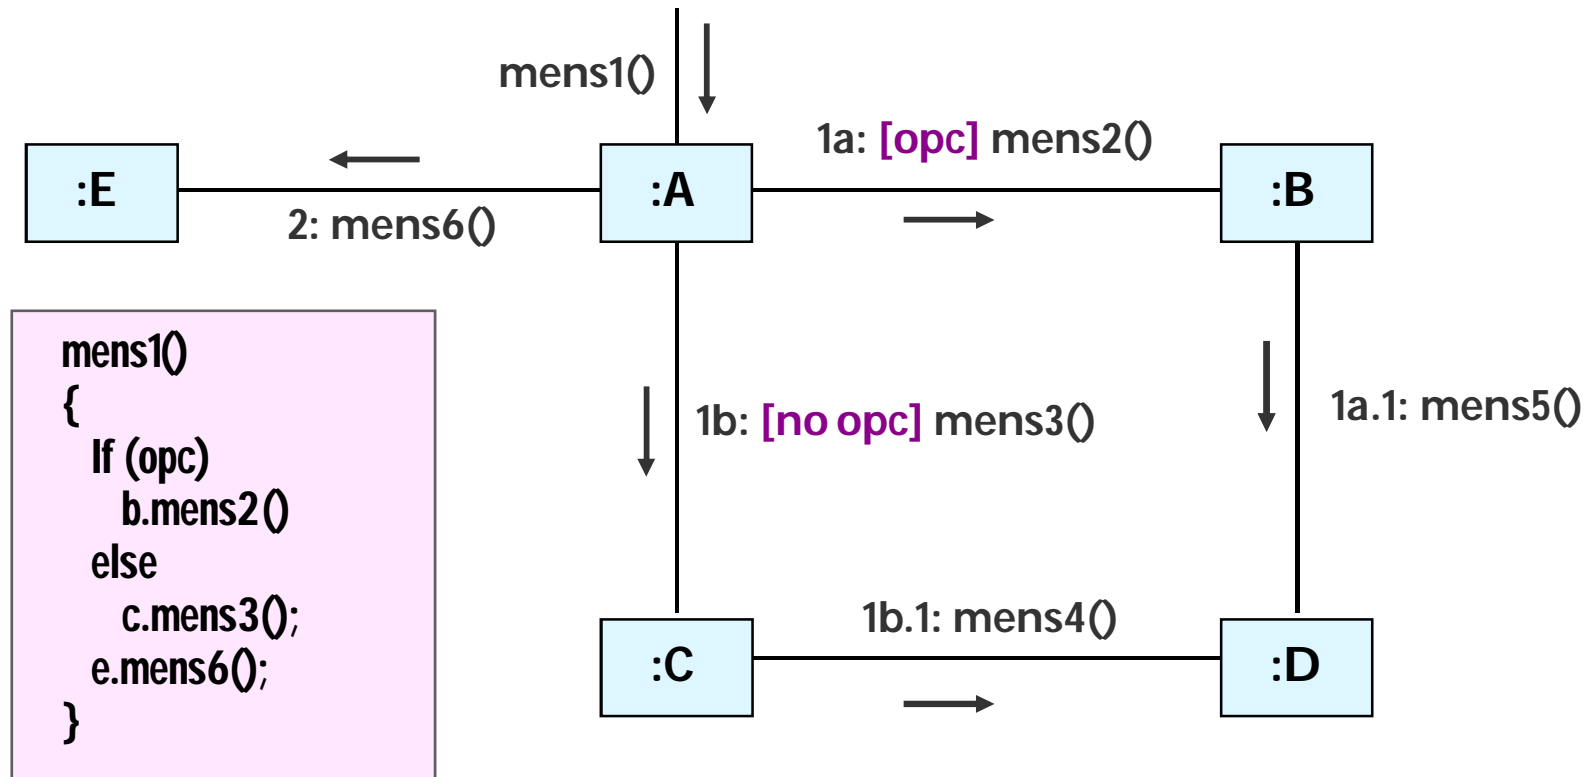 mens1()
1a: [opc] mens2()
:E
:A
:B
2: mens6()
mens1()
{
If (opc)
b.mens2()
else
c.mens3();
e.mens6();
}
1b: [no opc] mens3()
1a.1: mens5()
1b.1: mens4()
:C
:D